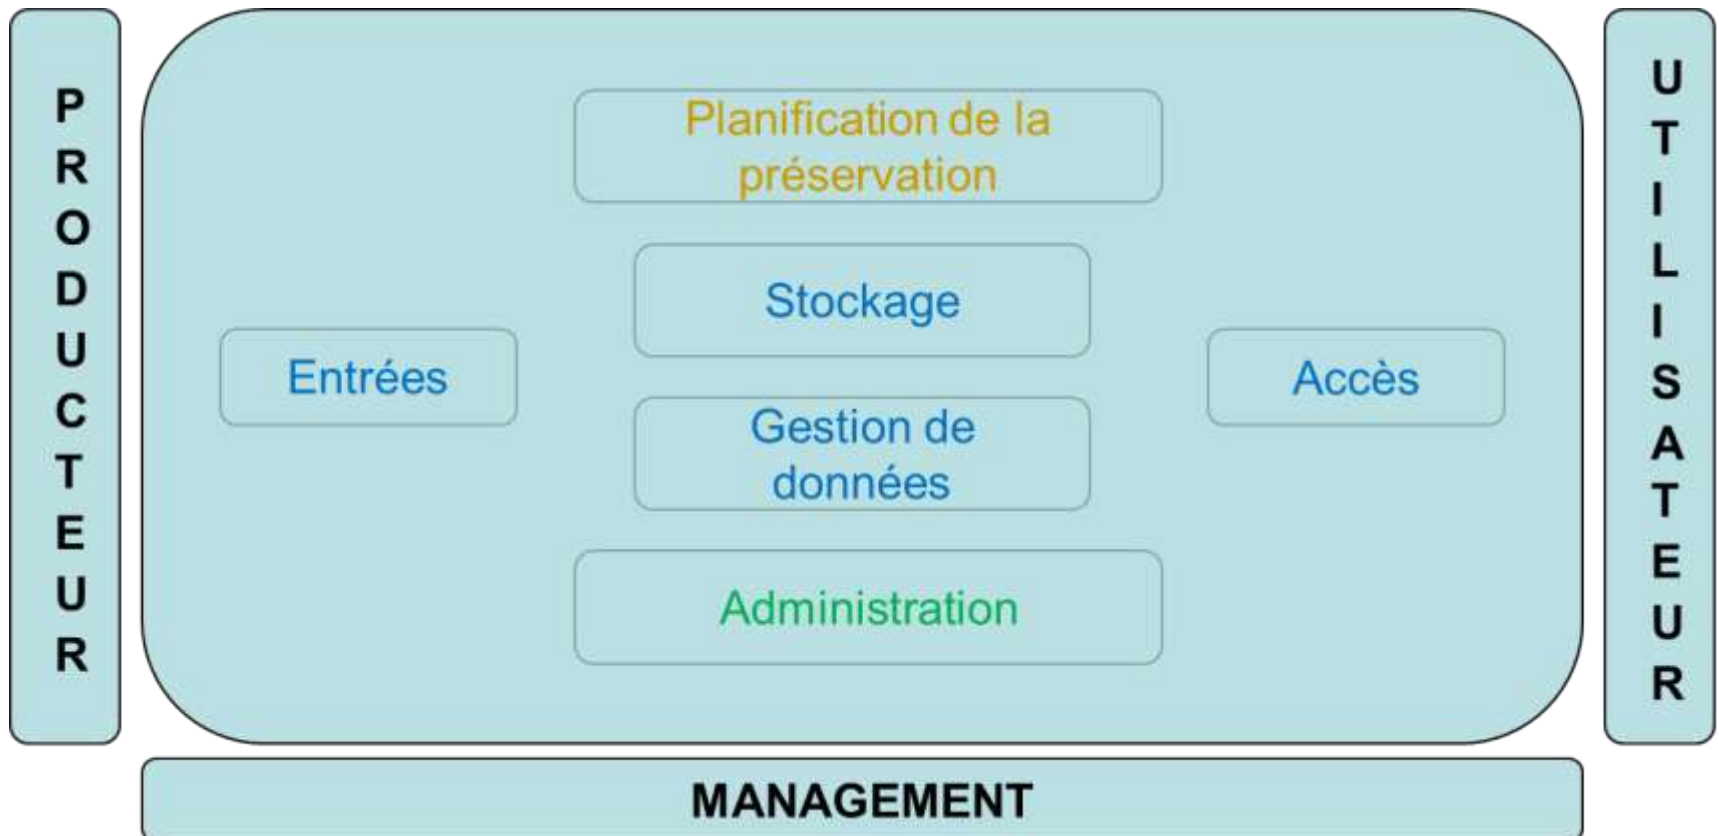 PRODUCTEUR
Planification de la
préservation
Stockage
Entrées
Gestion de
données
Accès
Administration
UTILISATEUR
MANAGEMENT